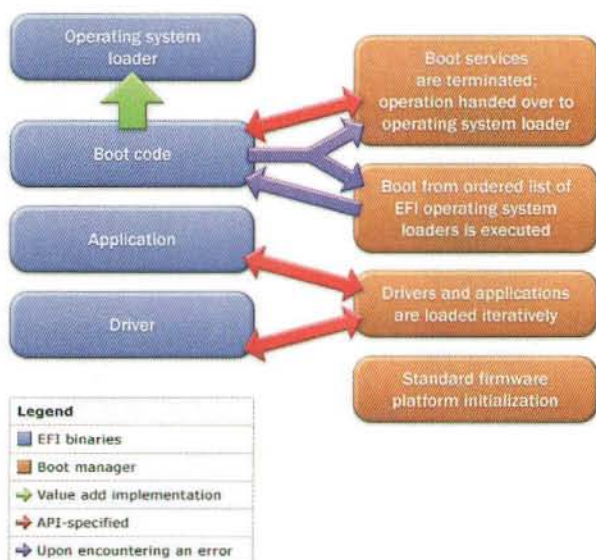 Operating system
loader
Boot code
Application
Driver
Boot services
are terminated;
operation handed over to
operating system loader
Boot from ordered list of
EFI operating system
loaders is executed
Drivers and applications
are loaded iteratively
Standard firmware
platform initialization
Legend
EFI binaries
Boot manager
Value add implementation
API-specified
Upon encountering an error